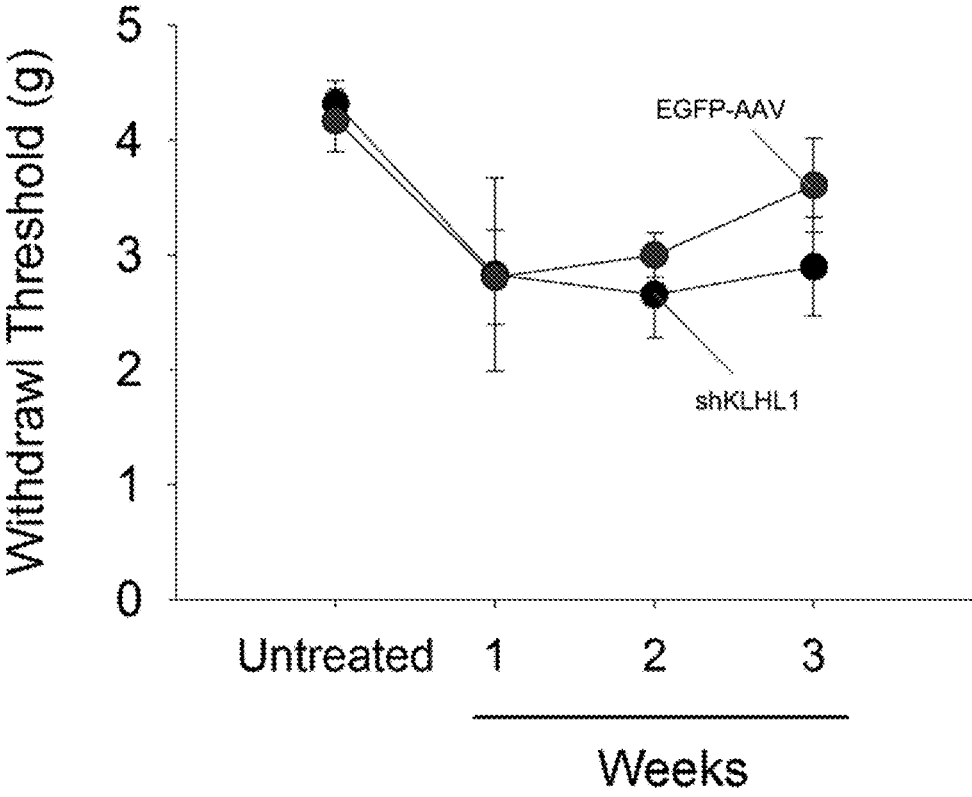 Withdrawl Threshold (g)
5
4
3
2
1
0
EGFP-AAV
shKLHL1
Untreated 1 2 3
Weeks